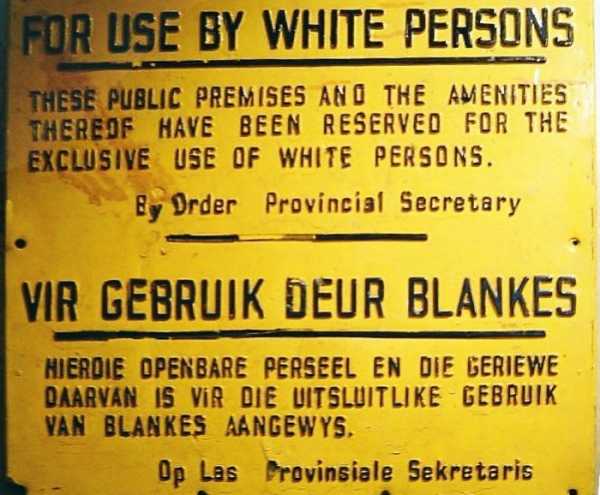 FOR USE BY WHITE PERSONS
THESE PUBLIC PREMISES AND THE AMENITIES
THEREOF HAVE BEEN RESERVED FOR THE
EXCLUSIVE USE OF WHITE PERSONS.
By Order Provincial Secretary
VIR GEBRUIK DEUR BLANKES
HIERDIE OPENBARE PERSEEL EN DIE GERIEWE
DAARVAN IS VIR DIE UITSLUITLIKE GEBRUIK
VAN BLANKES AANGEWYS.
Op Las Provinsiale Sekretaris